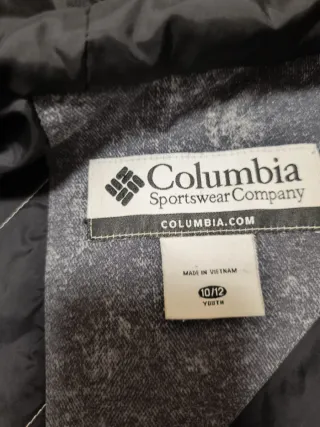 Columbia
Sportswear Company
COLUMBIA.COM
MADE IN VIETNAM
10/12
YOUTH